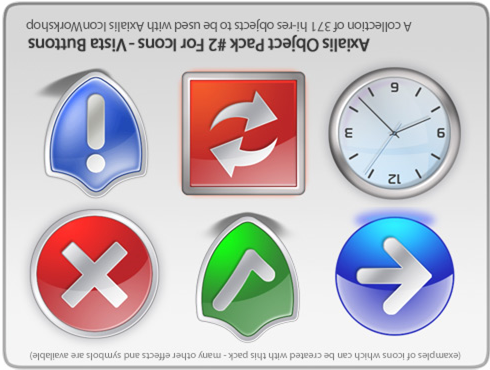 (examples of icons which can be created with this pack - many other effects and symbols are available)
12
9 3
6
Axialis Object Pack #2 For Icons - Vista Buttons
A collection of 371 hi-res objects to be used with Axialis IconWorkshop